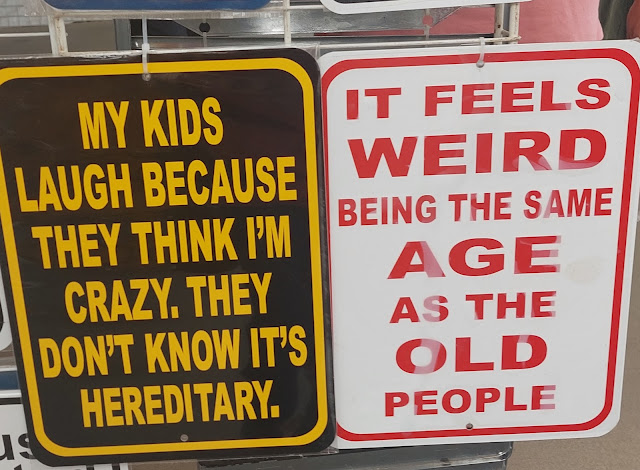 MY KIDS
LAUGH BECAUSE
THEY THINK I'M
CRAZY. THEY
DON'T KNOW IT'S
HEREDITARY.
IT FEELS
WEIRD
BEING THE SAME
AGE
AS THE
OLD
PEOPLE
us